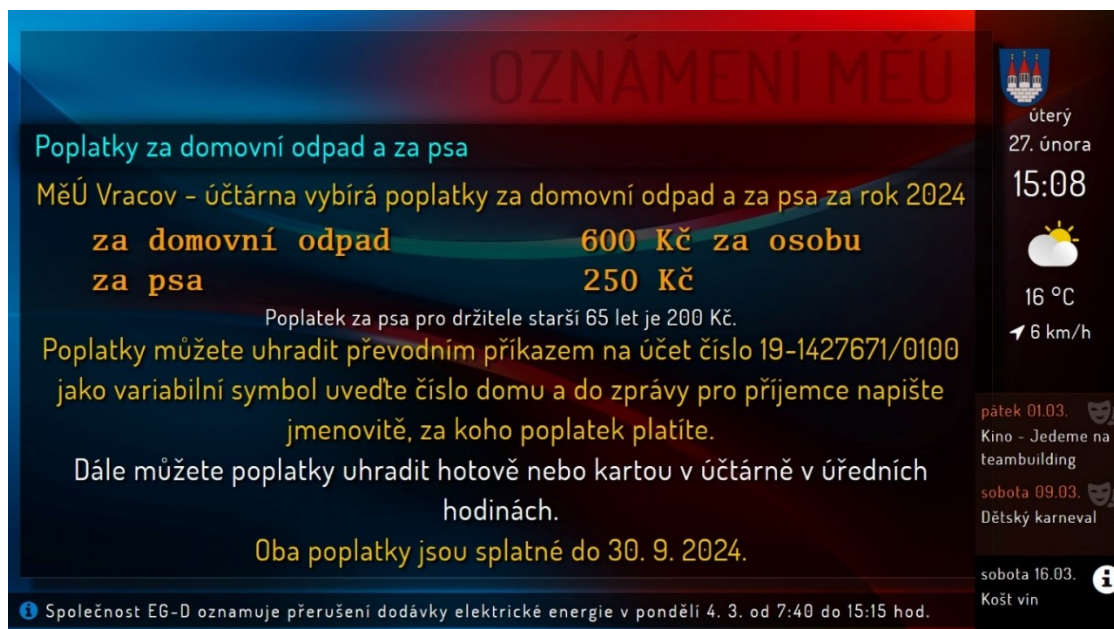 OZNÁMENÍ MĚÚ
Poplatky za domovní odpad a za psa
MěÚ Vracov - účtárna vybírá poplatky za domovní odpad a za psa za rok 2024
za domovní odpad 600 Kč za osobu
za psa 250 Kč
Poplatek za psa pro držitele starší 65 let je 200 Kč.
Poplatky můžete uhradit převodním příkazem na účet číslo 19-1427671/0100
jako variabilní symbol uveďte číslo domu a do zprávy pro příjemce napište
jmenovitě, za koho poplatek platíte.
Dále můžete poplatky uhradit hotově nebo kartou v účtárně v úředních
hodinách.
Oba poplatky jsou splatné do 30. 9. 2024.
Společnost EG-D oznamuje přerušení dodávky elektrické energie v pondělí 4. 3. od 7:40 do 15:15 hod.
úterý
27. února
15:08
16 °C
6 km/h
pátek 01.03.
Kino - Jedeme na
teambuilding
sobota 09.03.
Dětský karneval
sobota 16.03.
Košt vín